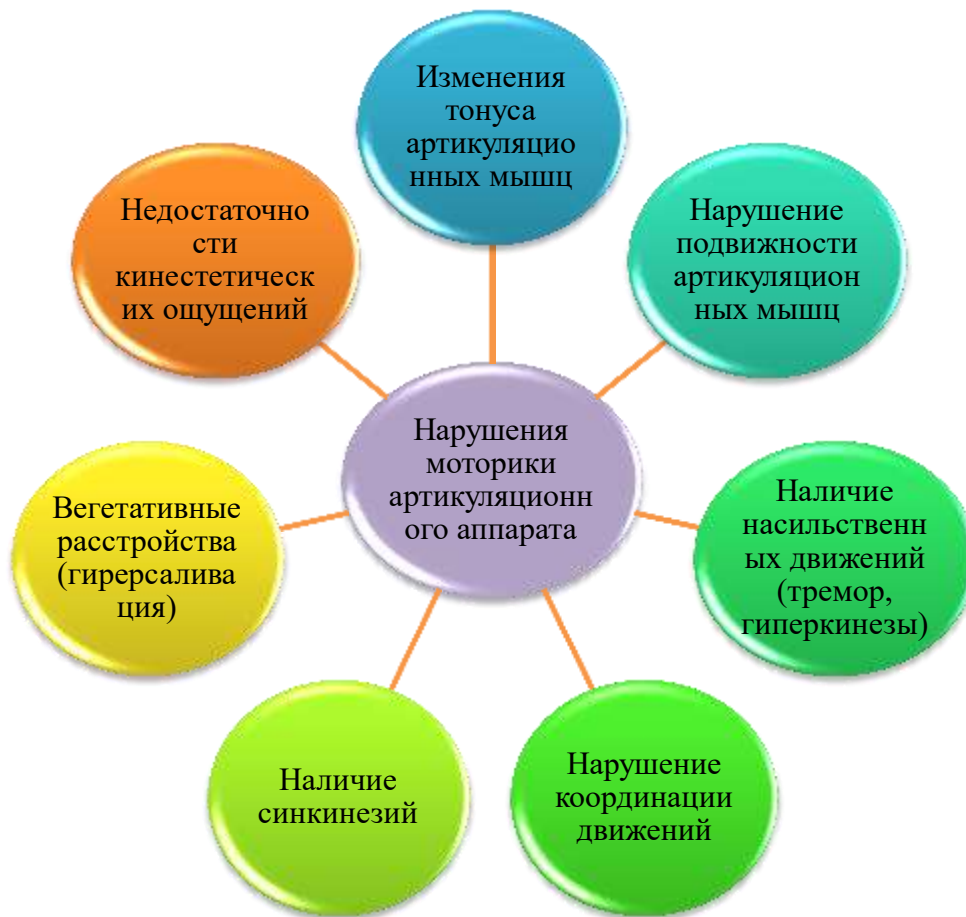 Изменения
тонуса
артикуляцио
нных мышц
Нарушение
подвижности
артикуляцион
ных мышц
Наличие
насильственн
ых движений
(тремор,
гиперкинезы)
Нарушение
координации
движений
Наличие
синкинезий
Вегетативные
расстройства
(гирерсалива
ция)
Недостаточно
сти
кинестетическ
их ощущений
Нарушения
моторики
артикуляционн
ого аппарата